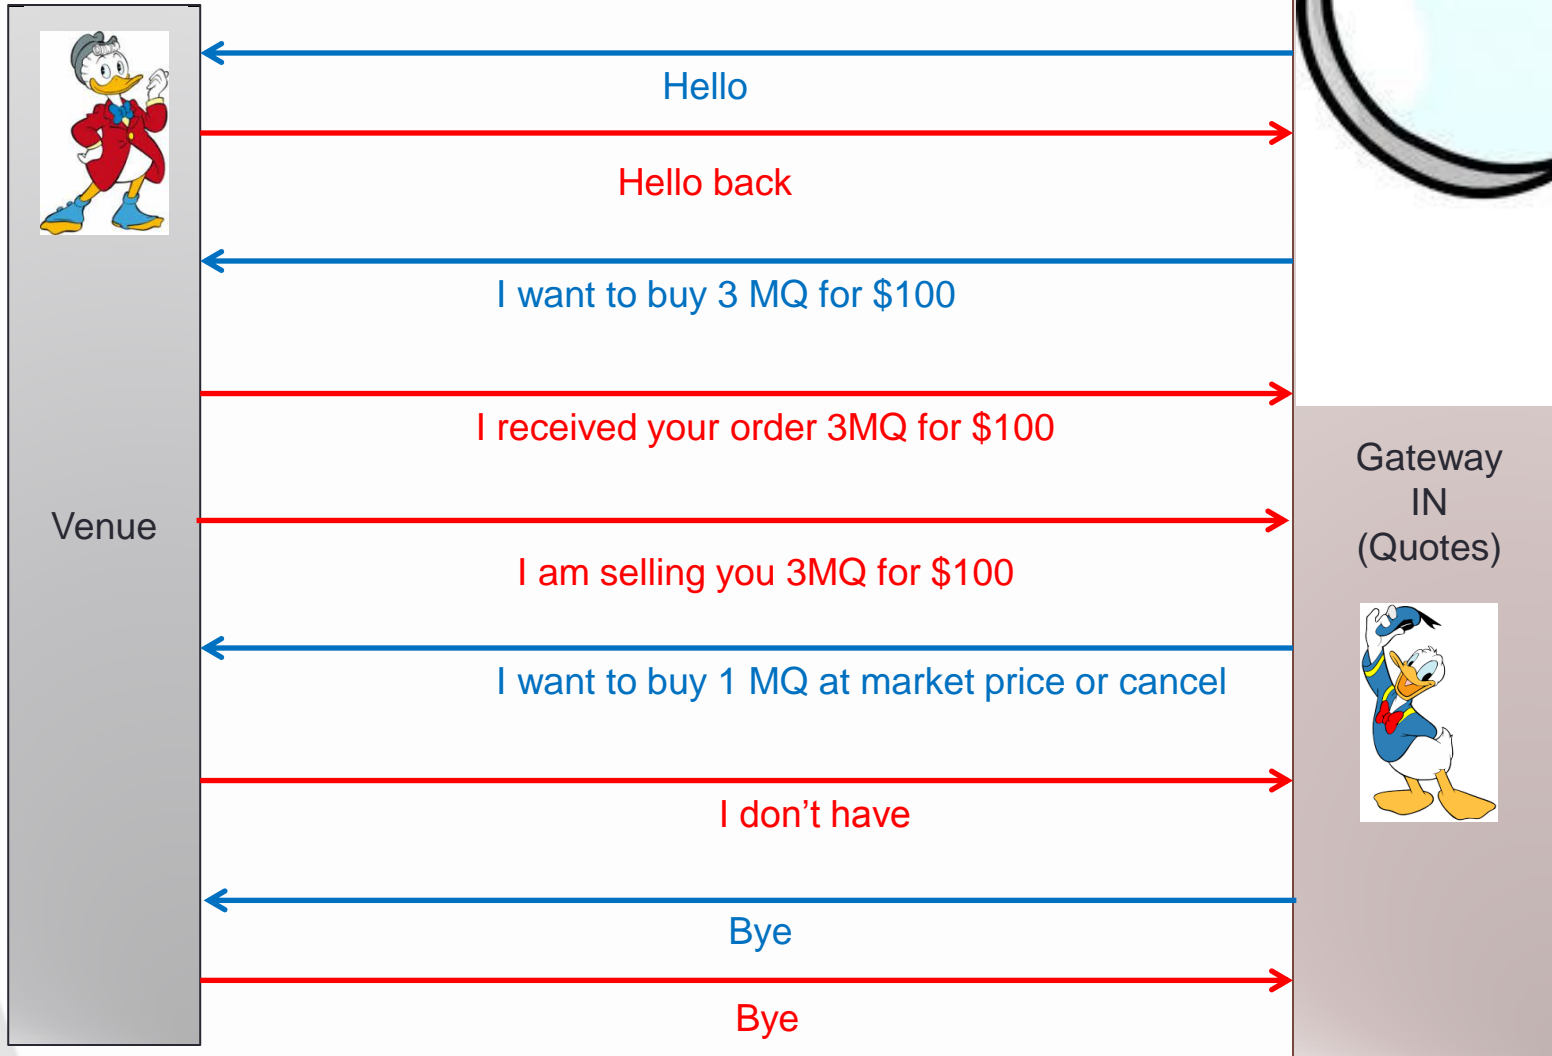 Hello
Hello back
I want to buy 3 MQ for $100
I received your order 3MQ for $100
Gateway
IN
(Quotes)
Venue
I am selling you 3MQ for $100
I want to buy 1 MQ at market price or cancel
I don’t have
Bye
Bye